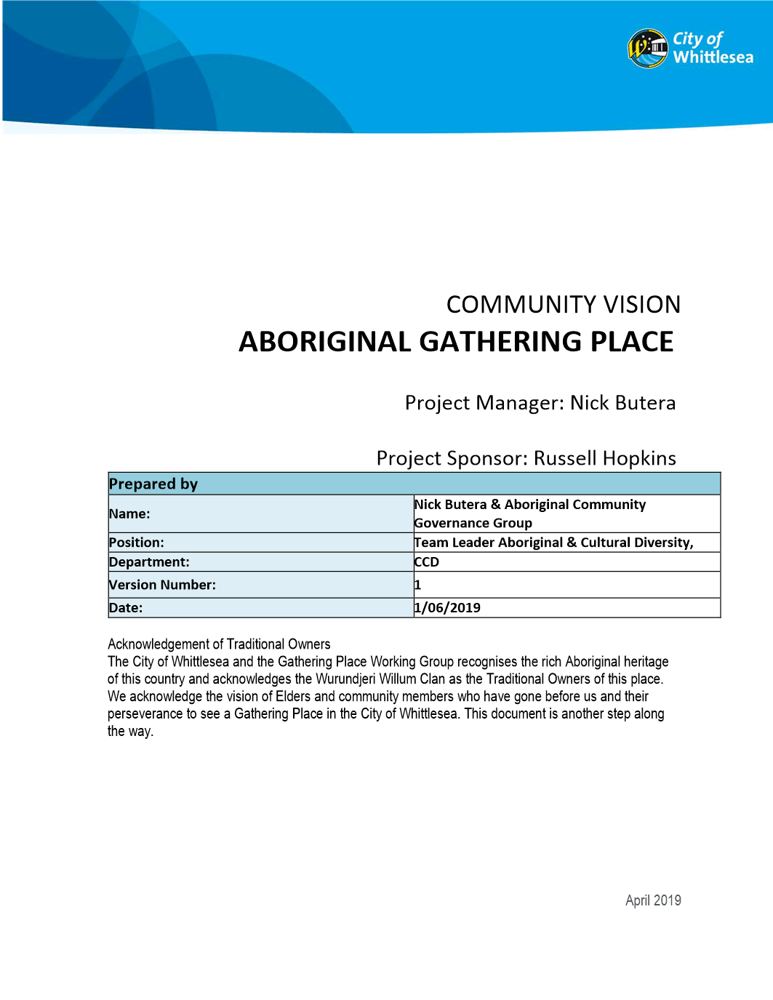 City of
Whittlesea
COMMUNITY VISION
ABORIGINAL GATHERING PLACE
Project Manager: Nick Butera
Project Sponsor: Russell Hopkins
Prepared by
Name:
Nick Butera & Aboriginal Community
Governance Group
Position:
Team Leader Aboriginal & Cultural Diversity,
Department:
CCD
Version Number:
1
Date:
1/06/2019
Acknowledgement of Traditional Owners
The City of Whittlesea and the Gathering Place Working Group recognises the rich Aboriginal heritage
of this country and acknowledges the Wurundjeri Willum Clan as the Traditional Owners of this place.
We acknowledge the vision of Elders and community members who have gone before us and their
perseverance to see a Gathering Place in the City of Whittlesea. This document is another step along
the way.
April 2019